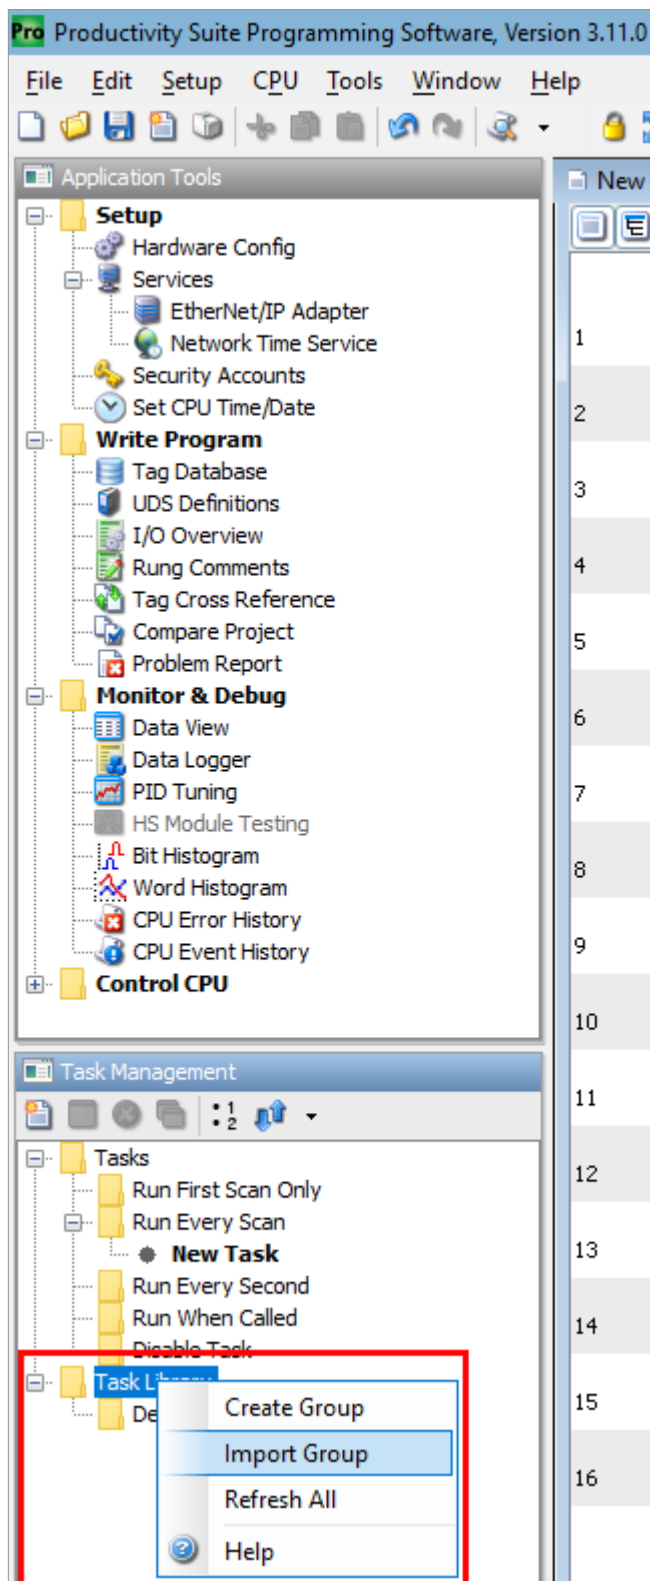 Pro Productivity Suite Programming Software, Version 3.11.0
File Edit Setup CPU Tools Window Help
Application Tools
New
Setup
Hardware Config
Services
EtherNet/IP Adapter
Network Time Service
1
Security Accounts
Set CPU Time/Date
2
Write Program
Tag Database
UDS Definitions
3
I/O Overview
Rung Comments
4
Tag Cross Reference
Compare Project
5
Problem Report
Monitor & Debug
6
Data View
Data Logger
PID Tuning
7
HS Module Testing
Bit Histogram
8
Word Histogram
CPU Error History
CPU Event History
9
Control CPU
10
Task Management
11
1
2
Tasks
12
Run First Scan Only
Run Every Scan
New Task
13
Run Every Second
Run When Called
14
Disable Task
Task Library
Create Group
15
Import Group
16
Refresh All
Help